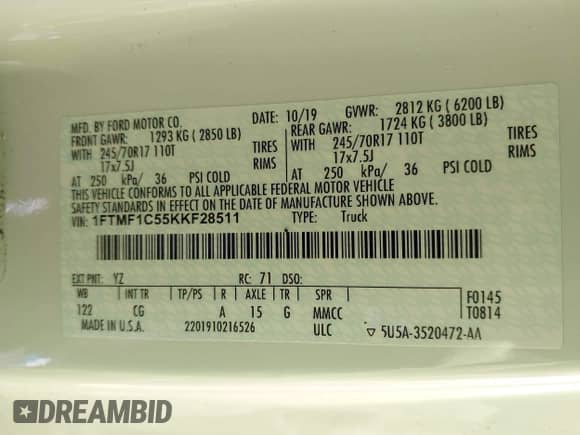 MFD. BY FORD MOTOR CO. DATE: 10/19 GVWR: 2812 KG ( 6200 LB)
FRONT GAWR: 1293 KG ( 2850 LB) REAR GAWR: 1724 KG ( 3800 LB)
WITH 245/70R17 110T TIRES WITH 245/70R17 110T TIRES
17x7.5J RIMS 17x7.5J RIMS
AT 250 kPa/ 36 PSI COLD AT 250 kPa/ 36 PSI COLD
THIS VEHICLE CONFORMS TO ALL APPLICABLE FEDERAL MOTOR VEHICLE
SAFETY STANDARDS IN EFFECT ON THE DATE OF MANUFACTURE SHOWN ABOVE.
VIN: 1FTMF1C55KKF28511 TYPE: Truck
EXT PNT: YZ RC: 71 DSO:
WB INT TR TP/PS R AXLE TR SPR F0145
122 CG A 15 G MMCC T0814
MADE IN U.S.A. 2201910216526 ULC ▽ 5U5A-3520472-AA
DREAMBID